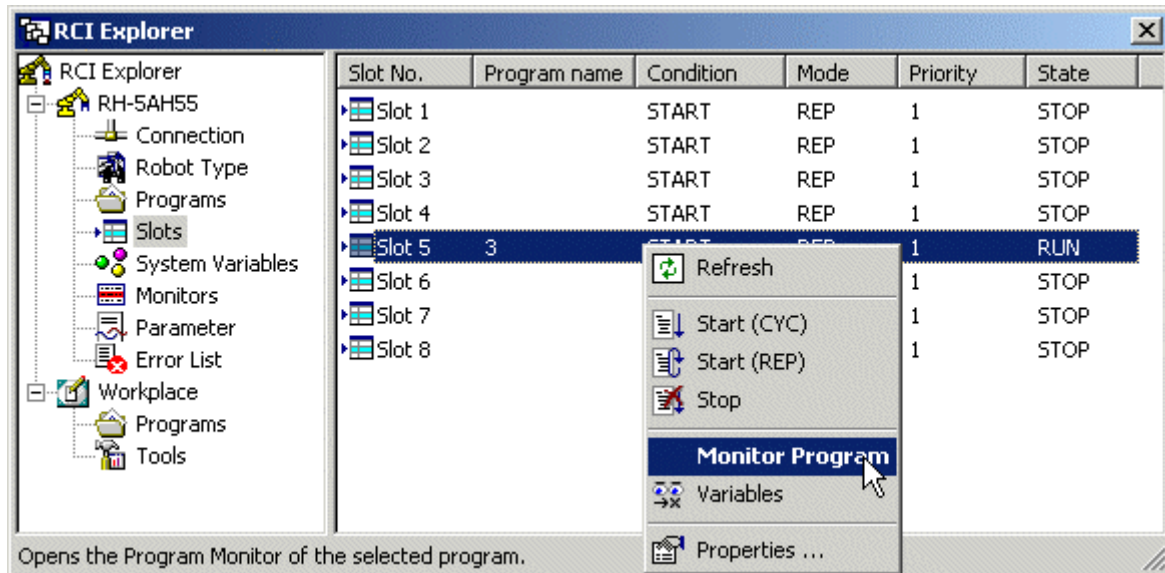 RCI Explorer
RCI Explorer
RH-5AH55
Connection
Robot Type
Programs
Slots
System Variables
Monitors
Parameter
Error List
Workplace
Programs
Tools
Slot No. Program name Condition Mode Priority State
Slot 1 START REP 1 STOP
Slot 2 START REP 1 STOP
Slot 3 START REP 1 STOP
Slot 4 START REP 1 STOP
Slot 5 3 START REP 1 RUN
Slot 6 1 STOP
Slot 7 1 STOP
Slot 8 1 STOP
Refresh
Start (CYC)
Start (REP)
Stop
Monitor Program
Variables
Properties ...
Opens the Program Monitor of the selected program.